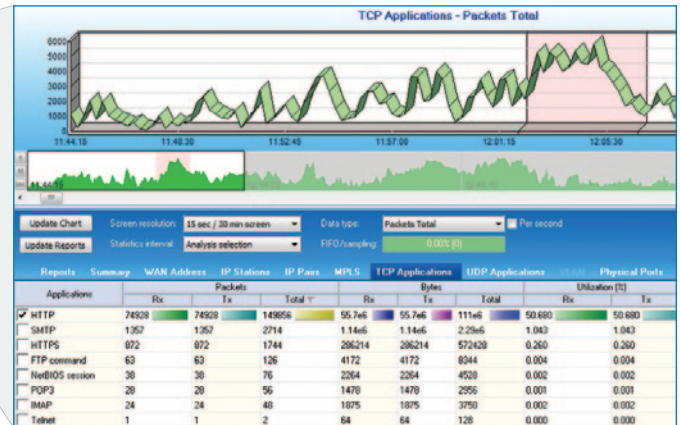 TCP Applications - Packets Total
6000
5000
4000
3000
2000
1000
0
11:44:15 11:48:30 11:52:45 11:57:00 12:01:15 12:05:30
11:44:15
Update Chart Screen resolution: 15 sec / 30 min screen Data type: Packets Total Per second
Update Reports Statistics interval: Analysis selection FIFO/sampling: 0.00% (0)
Reports Summary WAN Address IP Stations IP Pairs MPLS TCP Applications UDP Applications VLAN Physical Ports
Applications Packets Bytes Utilization (%)
Rx Tx Total Rx Tx Total Rx Tx
HTTP 74928 74928 149856 55.7e6 55.7e6 111e6 50.680 50.680
SMTP 1357 1357 2714 1.14e6 1.14e6 2.29e6 1.043 1.043
HTTPS 872 872 1744 286214 286214 572428 0.260 0.260
FTP command 63 63 126 4172 4172 8344 0.004 0.004
NetBIOS session 38 38 76 2264 2264 4528 0.002 0.002
POP3 28 28 56 1478 1478 2956 0.001 0.001
IMAP 24 24 48 1875 1875 3750 0.002 0.002
Telnet 1 1 2 64 64 128 0.000 0.000